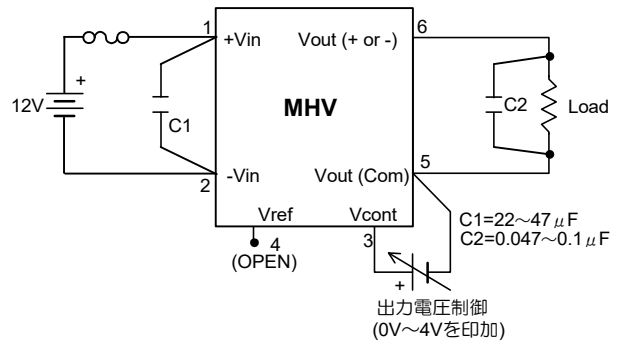 1
6
+Vin
Vout (+ or -)
+
12V
C1
MHV
C2
Load
5
2
-Vin
Vout (Com)
Vref
Vcont
C1=22～47μF
C2=0.047～0.1μF
4
3
(OPEN)
+
出力電圧制御
(0V～4Vを印加)